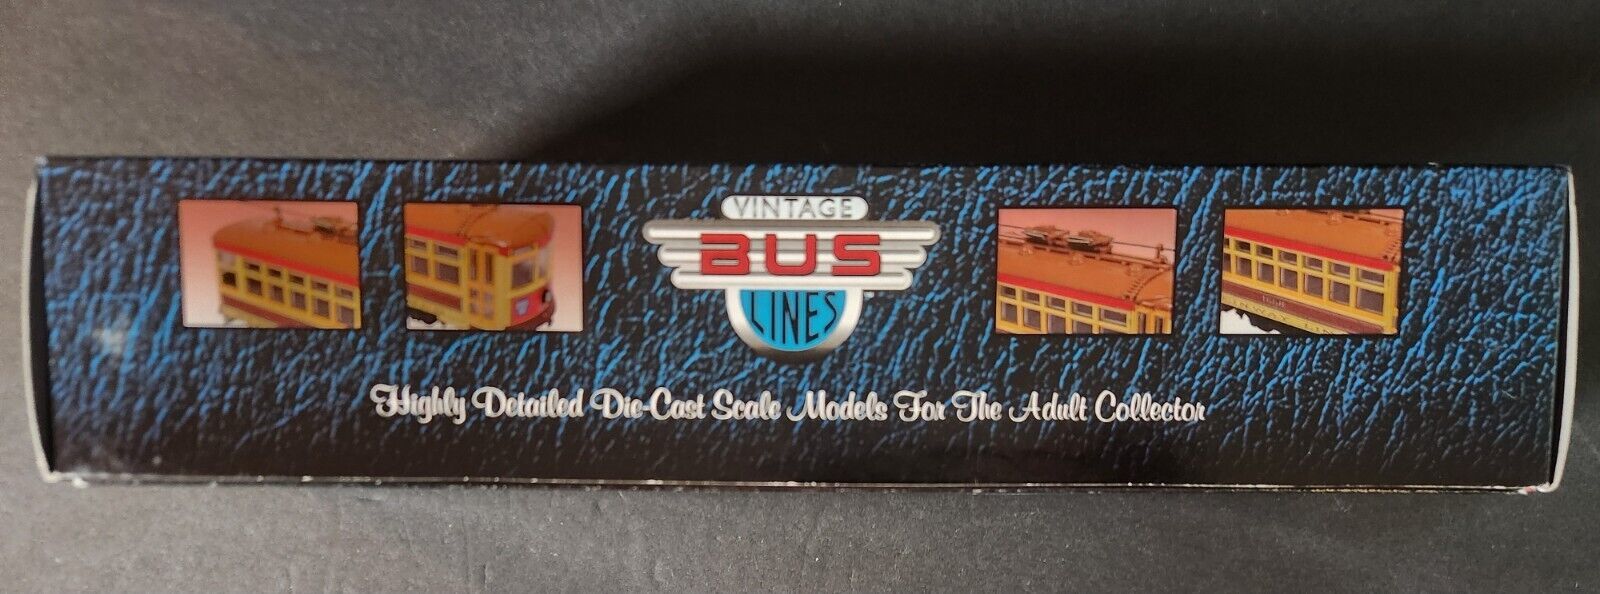 VINTAGE
BUS
LINES
Highly Detailed Die-Cast Scale Models For The Adult Collector